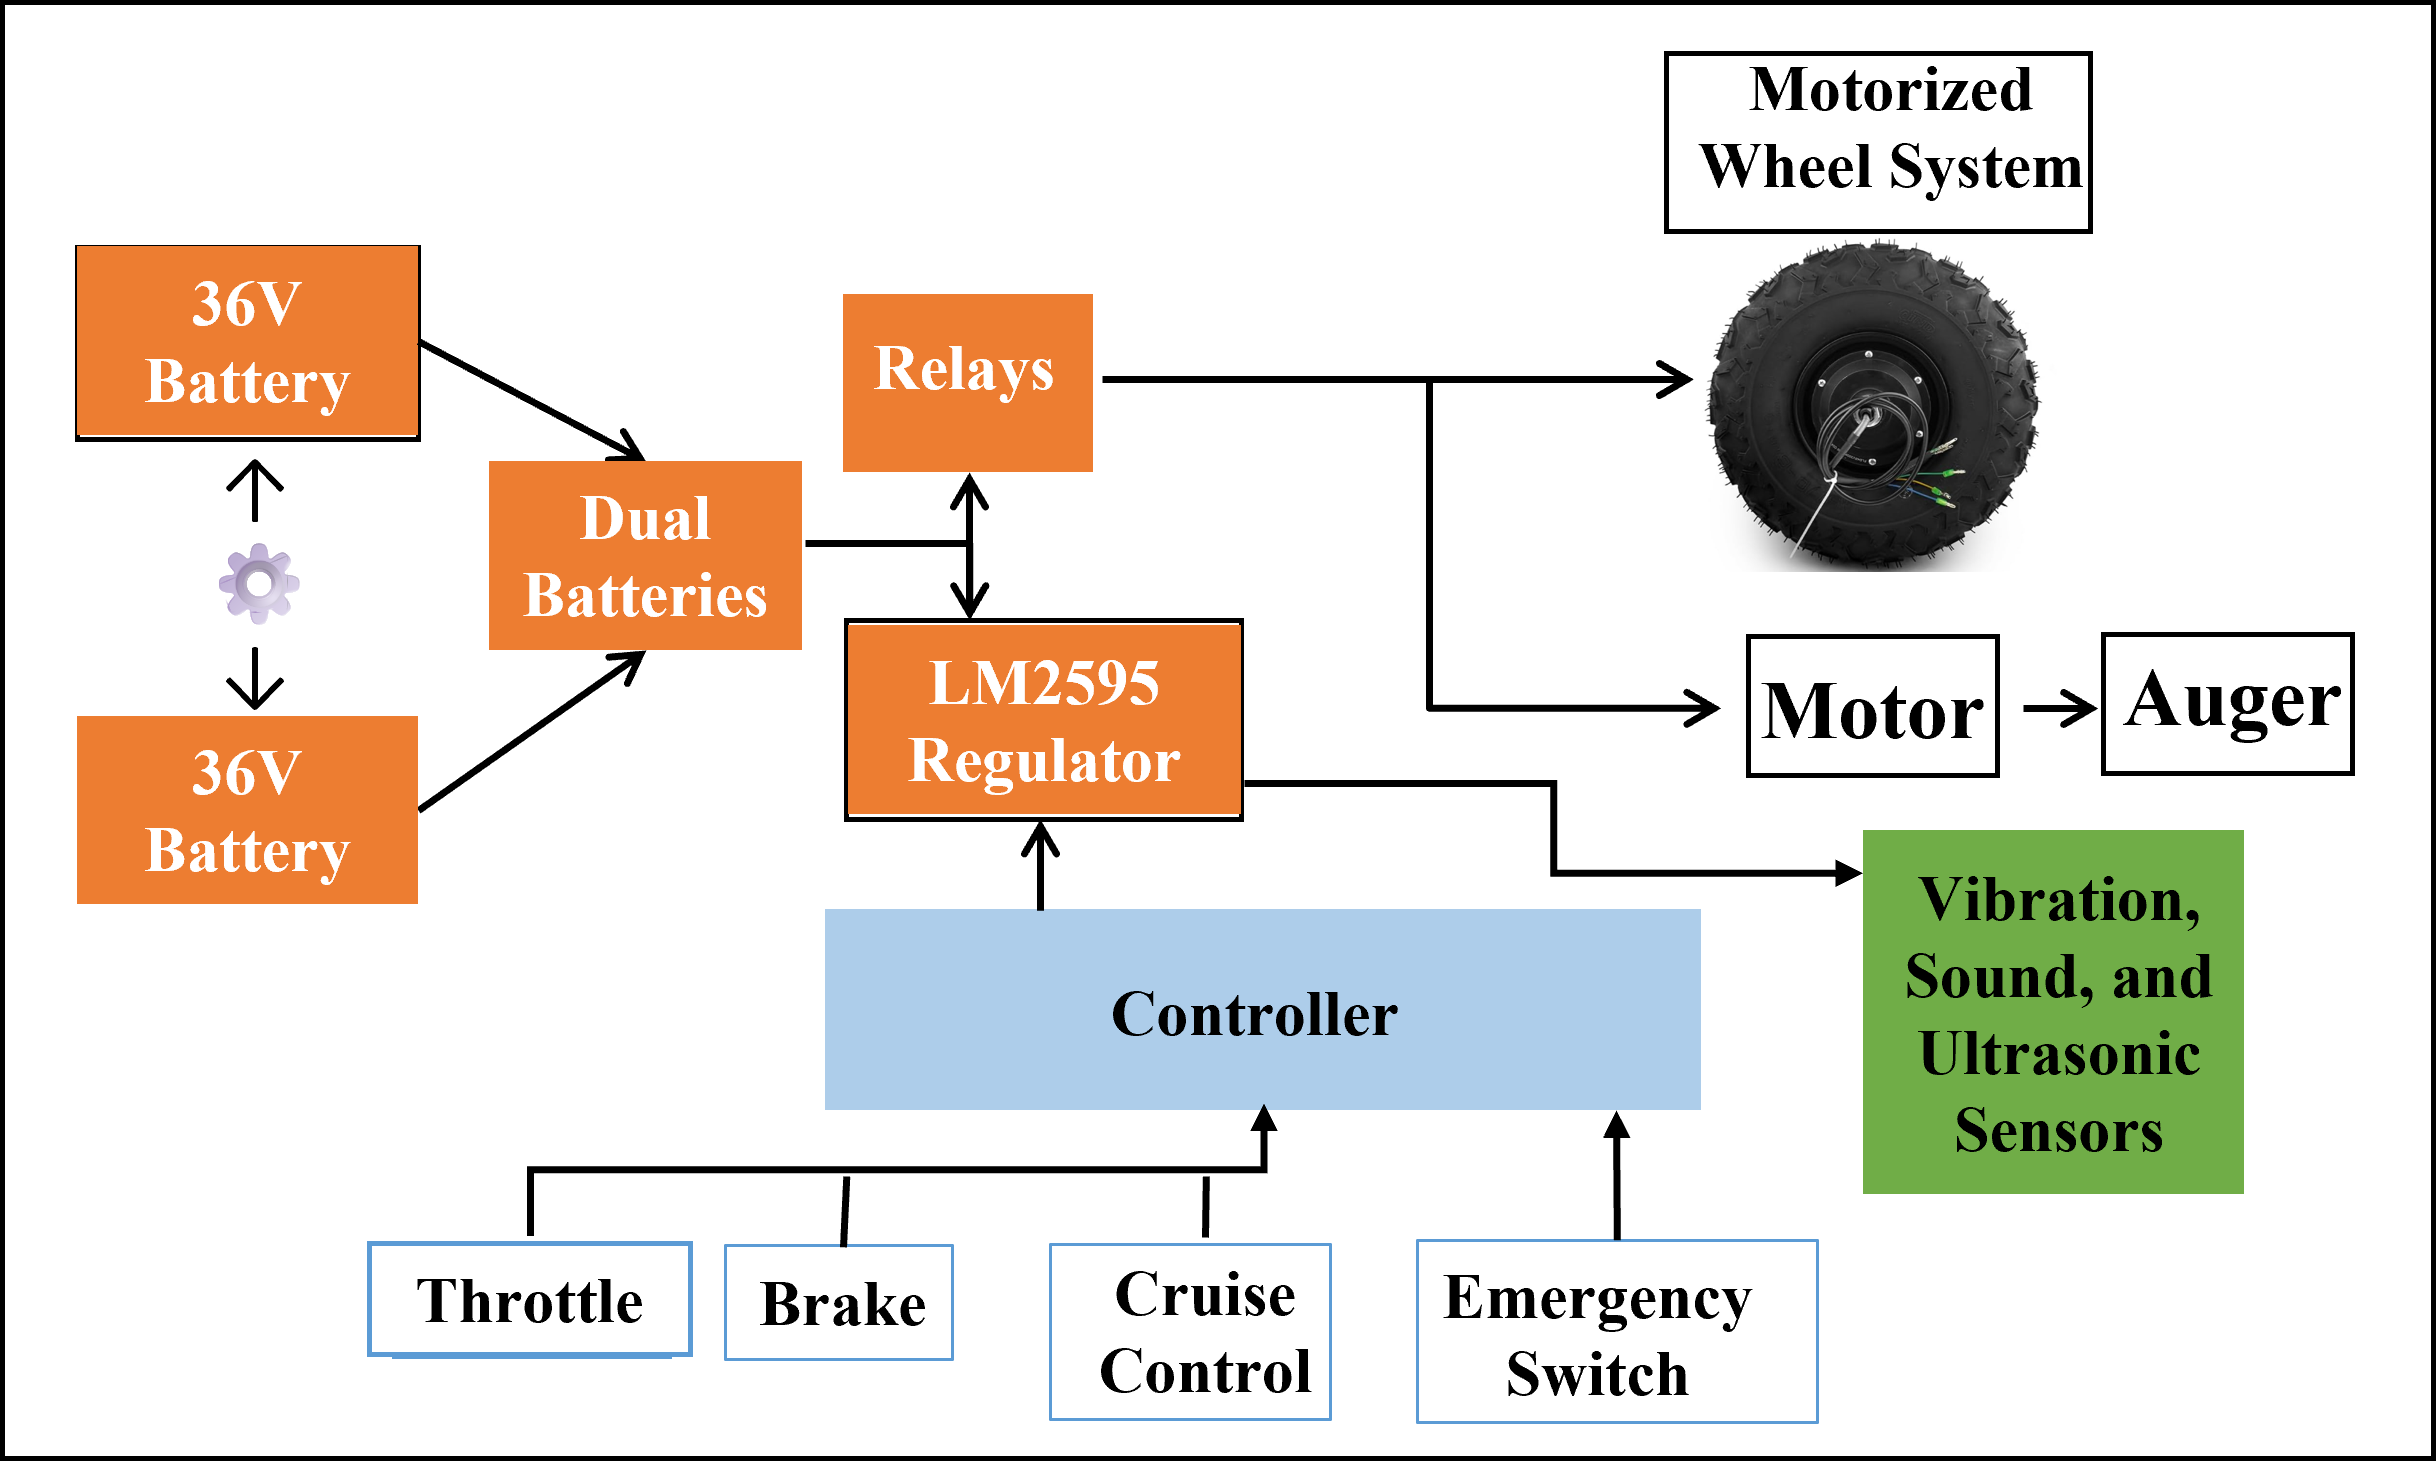 Motorized
Wheel System
36V
Battery
Relays
Dual
Batteries
LM2595
Regulator
Motor
Auger
36V
Battery
Vibration,
Sound, and
Ultrasonic
Sensors
Controller
Throttle
Brake
Cruise
Control
Emergency
Switch